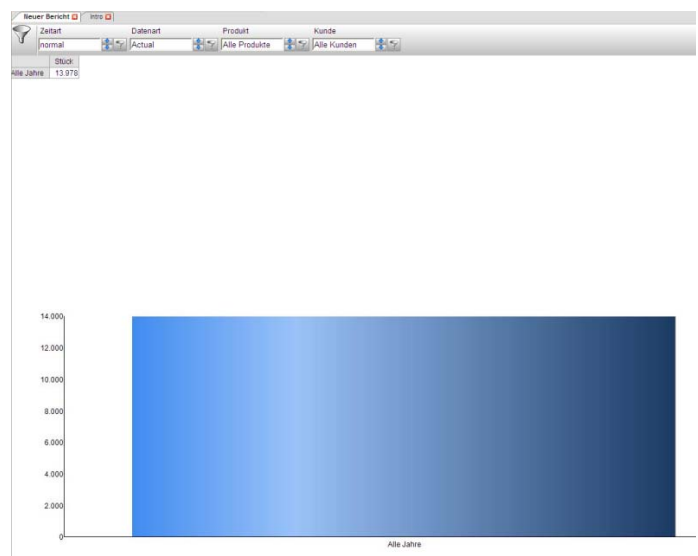 Neuer Bericht Intro
Zeitart Datenart Produkt Kunde
normal Actual Alle Produkte Alle Kunden
Stück
Alle Jahre 13.978
14.000
12.000
10.000
8.000
6.000
4.000
2.000
0
Alle Jahre